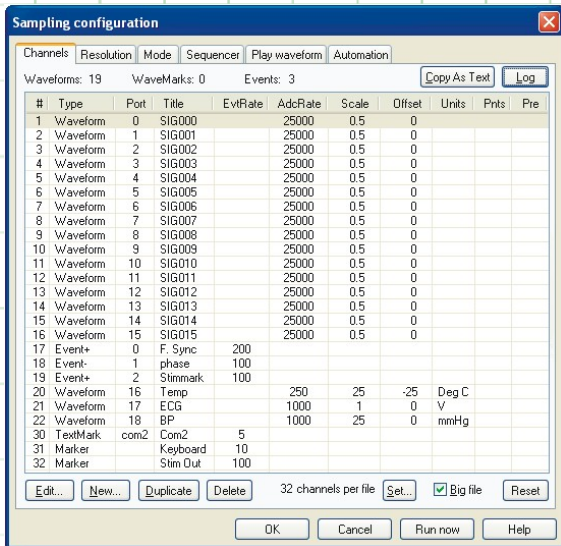 Sampling configuration
Channels Resolution Mode Sequencer Play waveform Automation
Waveforms: 19 WaveMarks: 0 Events: 3 Copy As Text Log
# Type Port Title EvtRate AdcRate Scale Offset Units Pnts Pre
1 Waveform 0 SIG000 25000 0.5 0
2 Waveform 1 SIG001 25000 0.5 0
3 Waveform 2 SIG002 25000 0.5 0
4 Waveform 3 SIG003 25000 0.5 0
5 Waveform 4 SIG004 25000 0.5 0
6 Waveform 5 SIG005 25000 0.5 0
7 Waveform 6 SIG006 25000 0.5 0
8 Waveform 7 SIG007 25000 0.5 0
9 Waveform 8 SIG008 25000 0.5 0
10 Waveform 9 SIG009 25000 0.5 0
11 Waveform 10 SIG010 25000 0.5 0
12 Waveform 11 SIG011 25000 0.5 0
13 Waveform 12 SIG012 25000 0.5 0
14 Waveform 13 SIG013 25000 0.5 0
15 Waveform 14 SIG014 25000 0.5 0
16 Waveform 15 SIG015 25000 0.5 0
17 Event+ 0 F. Sync 200
18 Event- 1 phase 100
19 Event+ 2 Stimmark 100
20 Waveform 16 Temp 250 25 -25 Deg C
21 Waveform 17 ECG 1000 1 0 V
22 Waveform 18 BP 1000 25 0 mmHg
30 TextMark com2 Com2 5
31 Marker Keyboard 10
32 Marker Stim Out 100
Edit... New... Duplicate Delete 32 channels per file Set... Big file Reset
OK Cancel Run now Help